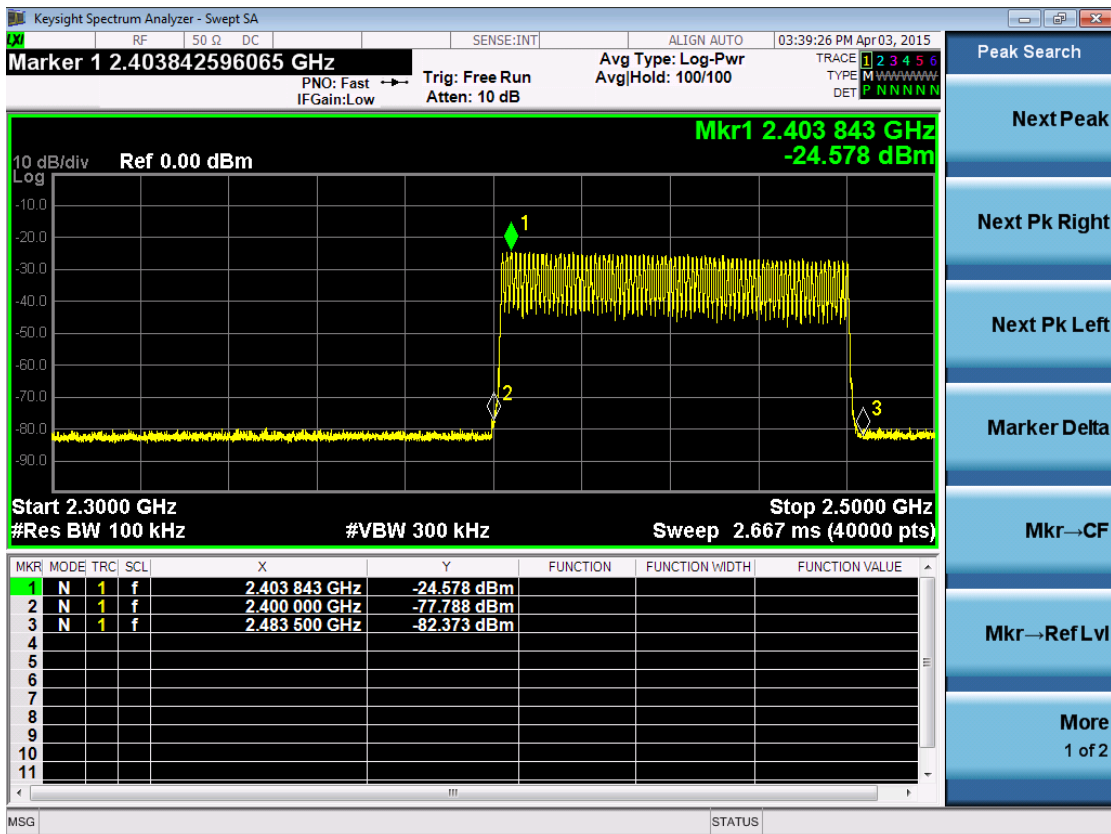 Keysight Spectrum Analyzer - Swept SA
LXI RF 50 Ω DC SENSE:INT ALIGN AUTO 03:39:26 PM Apr 03, 2015
Marker 1 2.403842596065 GHz
PNO: Fast
IFGain:Low
Trig: Free Run
Atten: 10 dB
Avg Type: Log-Pwr
Avg|Hold: 100/100
TRACE 1 2 3 4 5 6
TYPE M WWWWW
DET P N N N N N
Mkr1 2.403 843 GHz
-24.578 dBm
10 dB/div Ref 0.00 dBm
Log
-10.0
-20.0
-30.0
-40.0
-50.0
-60.0
-70.0
-80.0
-90.0
1
2
3
Start 2.3000 GHz Stop 2.5000 GHz
#Res BW 100 kHz #VBW 300 kHz Sweep 2.667 ms (40000 pts)
MKR MODE TRC SCL X Y FUNCTION FUNCTION WIDTH FUNCTION VALUE
1 N 1 f 2.403 843 GHz -24.578 dBm
2 N 1 f 2.400 000 GHz -77.788 dBm
3 N 1 f 2.483 500 GHz -82.373 dBm
4
5
6
7
8
9
10
11
MSG STATUS
Peak Search
Next Peak
Next Pk Right
Next Pk Left
Marker Delta
Mkr→CF
Mkr→Ref Lvl
More
1 of 2